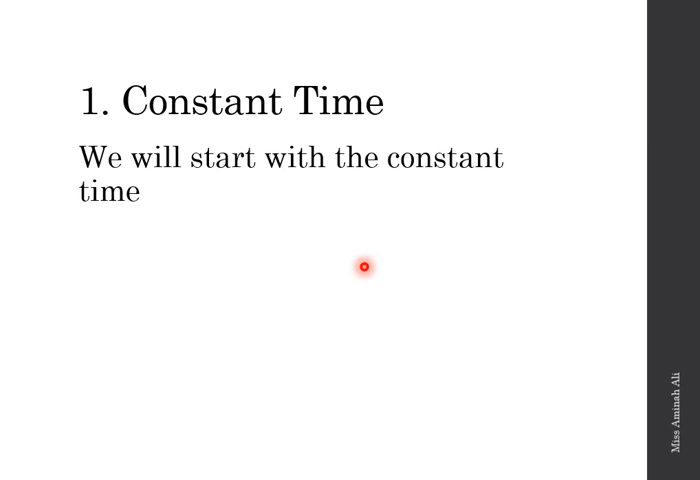 1. Constant Time
We will start with the constant
time
Miss Aminah Ali